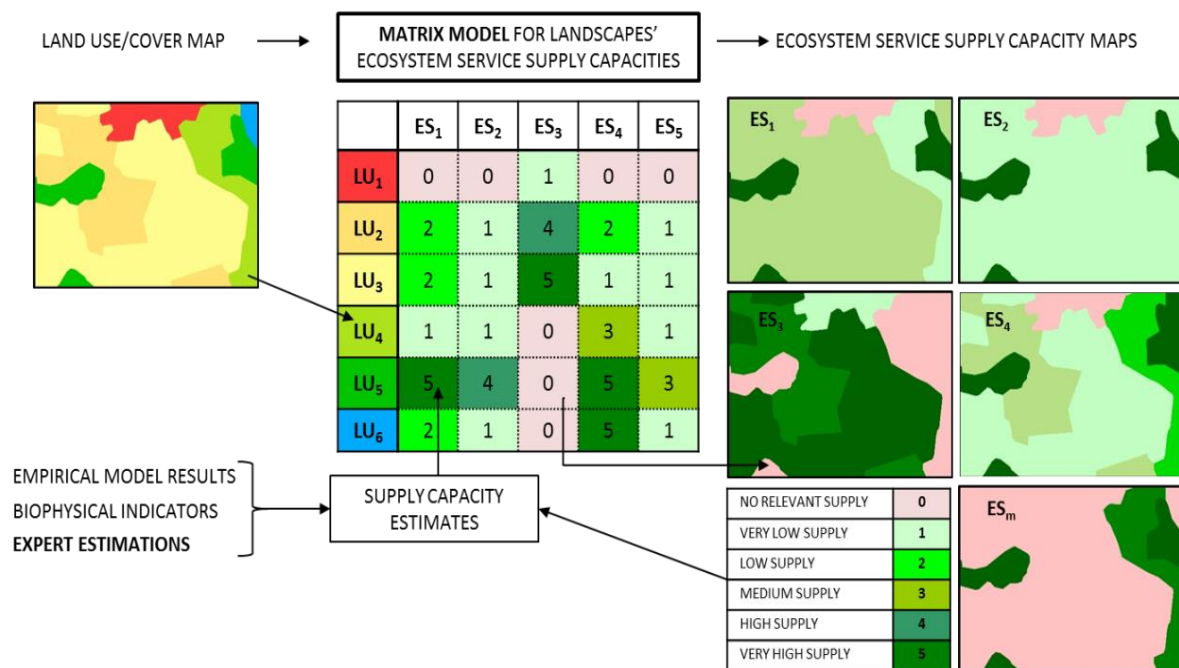 LAND USE/COVER MAP
MATRIX MODEL FOR LANDSCAPES'
ECOSYSTEM SERVICE SUPPLY CAPACITIES
ECOSYSTEM SERVICE SUPPLY CAPACITY MAPS
ES₁ ES₂ ES₃ ES₄ ES₅
LU₁ 0 0 1 0 0
LU₂ 2 1 4 2 1
LU₃ 2 1 5 1 1
LU₄ 1 1 0 3 1
LU₅ 5 4 0 5 3
LU₆ 2 1 0 5 1
ES₁
ES₂
ES₃
ES₄
EMPIRICAL MODEL RESULTS
BIOPHYSICAL INDICATORS
EXPERT ESTIMATIONS
SUPPLY CAPACITY
ESTIMATES
NO RELEVANT SUPPLY 0
VERY LOW SUPPLY 1
LOW SUPPLY 2
MEDIUM SUPPLY 3
HIGH SUPPLY 4
VERY HIGH SUPPLY 5
ESₘ